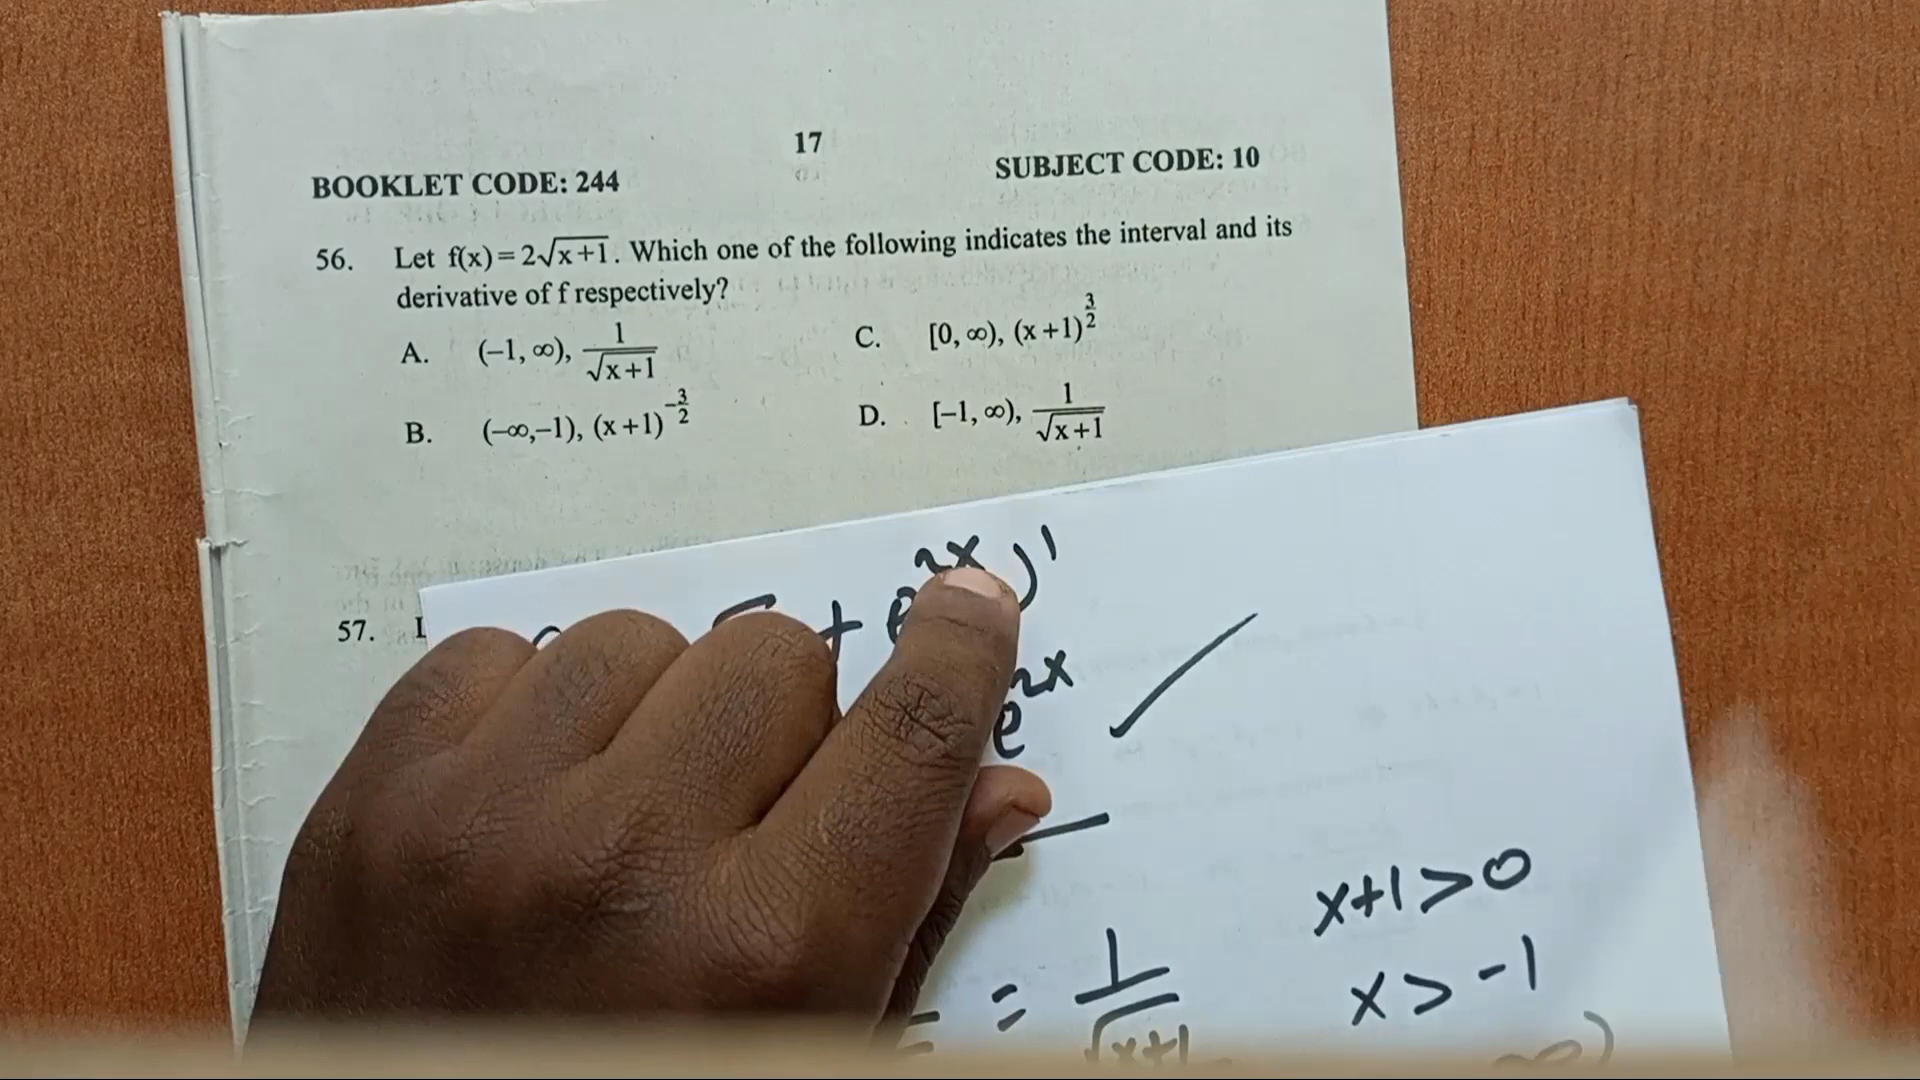 17
BOOKLET CODE: 244 SUBJECT CODE: 10
56. Let f(x)=2√x+1. Which one of the following indicates the interval and its
derivative of f respectively?
A. (−1, ∞), 1/√x+1 C. [0, ∞), (x+1)^3/2
B. (−∞,−1), (x+1)^−3/2 D. [−1, ∞), 1/√x+1
57.
+ e^2x)'
e^2x
x+1>0
= 1/√x+1 x>-1
∞)